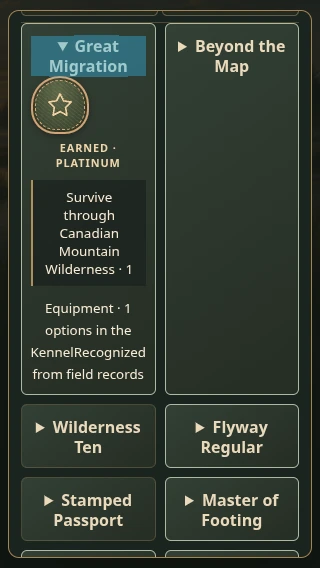 ▼ Great
Migration
EARNED ·
PLATINUM
Survive
through
Canadian
Mountain
Wilderness · 1
Equipment · 1
options in the
KennelRecognized
from field records
▶ Beyond the
Map
▶ Wilderness
Ten
▶ Flyway
Regular
▶ Stamped
Passport
▶ Master of
Footing